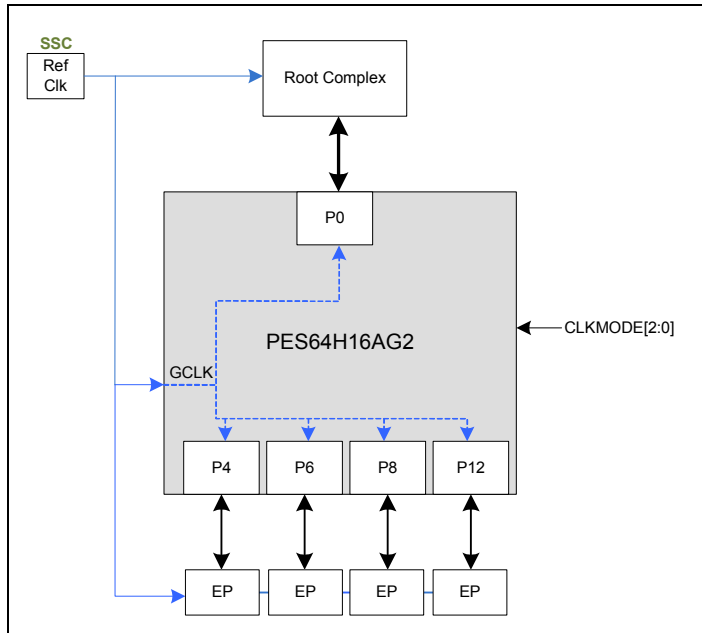 SSC
Ref
Clk
Root Complex
P0
PES64H16AG2
CLKMODE[2:0]
GCLK
P4
P6
P8
P12
EP
EP
EP
EP